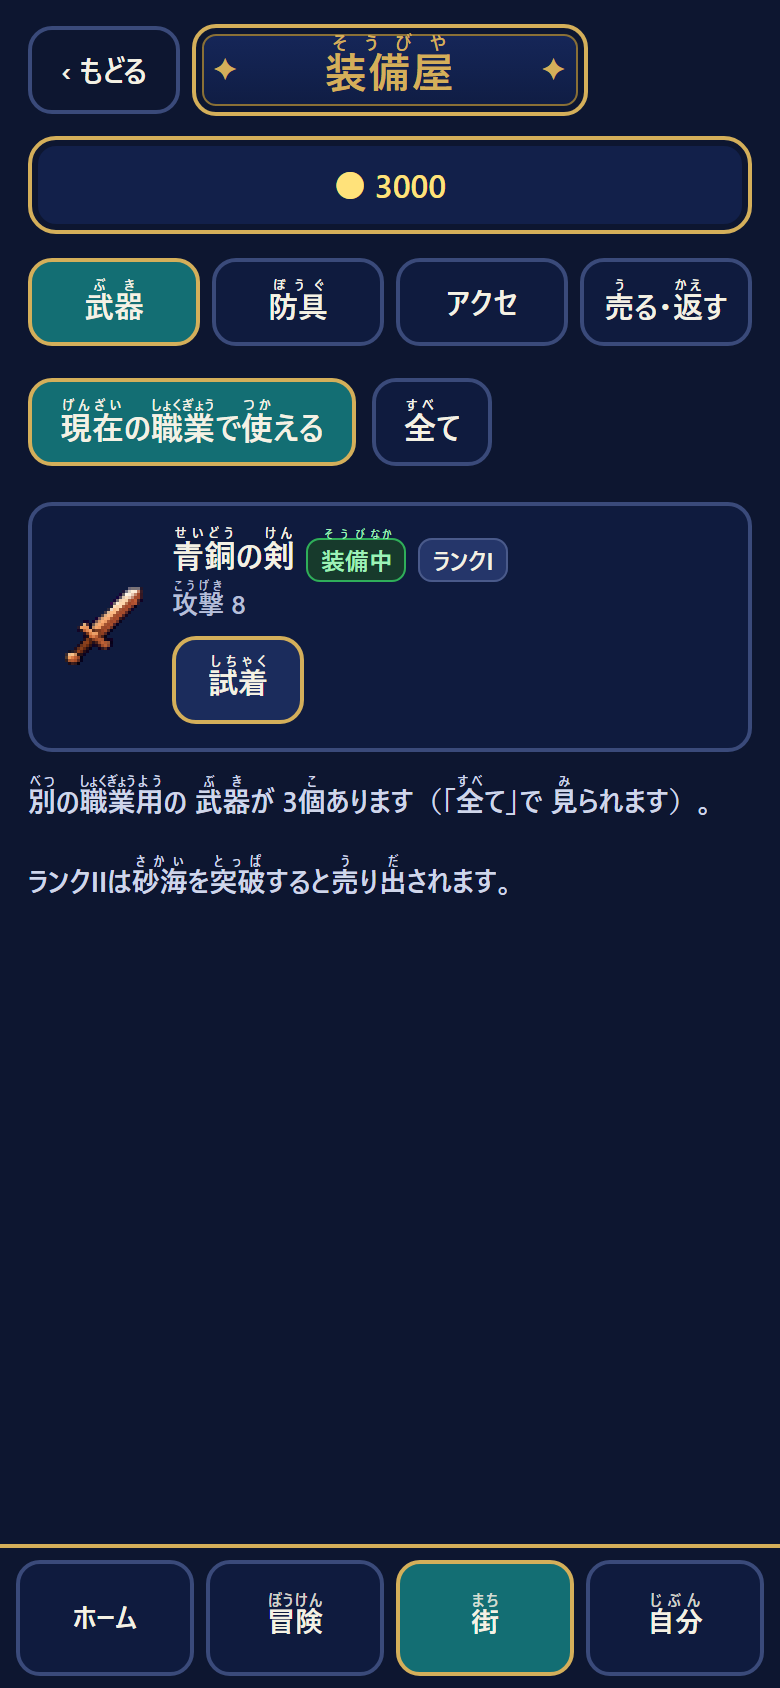 ‹ もどる
そうびや
装備屋
3000
ぶき
武器
ぼうぐ
防具
アクセ
う かえ
売る・返す
げんざい しょくぎょう つか
現在の職業で使える
すべ
全て
せいどう けん
青銅の剣
そうびなか
装備中
ランクI
こうげき
攻撃 8
しちゃく
試着
べつ しょくぎょうよう ぶき こ すべ み
別の職業用の 武器が 3個あります（「全て」で 見られます）。
さかい とっぱ う だ
ランクIIは砂海を突破すると売り出されます。
ホーム
ぼうけん
冒険
まち
街
じぶん
自分